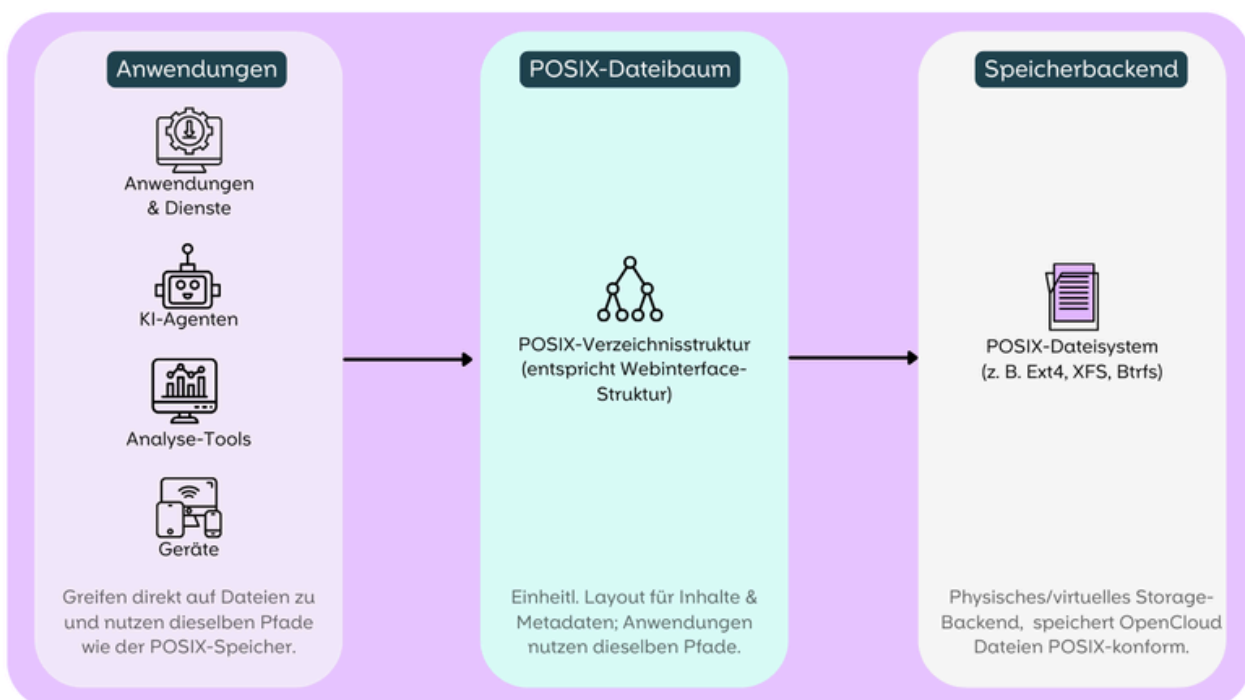 Anwendungen
Anwendungen
& Dienste
KI-Agenten
Analyse-Tools
Geräte
Greifen direkt auf Dateien zu
und nutzen dieselben Pfade
wie der POSIX-Speicher.
POSIX-Dateibaum
POSIX-Verzeichnisstruktur
(entspricht Webinterface-
Struktur)
Einheitl. Layout für Inhalte &
Metadaten; Anwendungen
nutzen dieselben Pfade.
Speicherbackend
POSIX-Dateisystem
(z. B. Ext4, XFS, Btrfs)
Physisches/virtuelles Storage-
Backend, speichert OpenCloud
Dateien POSIX-konform.